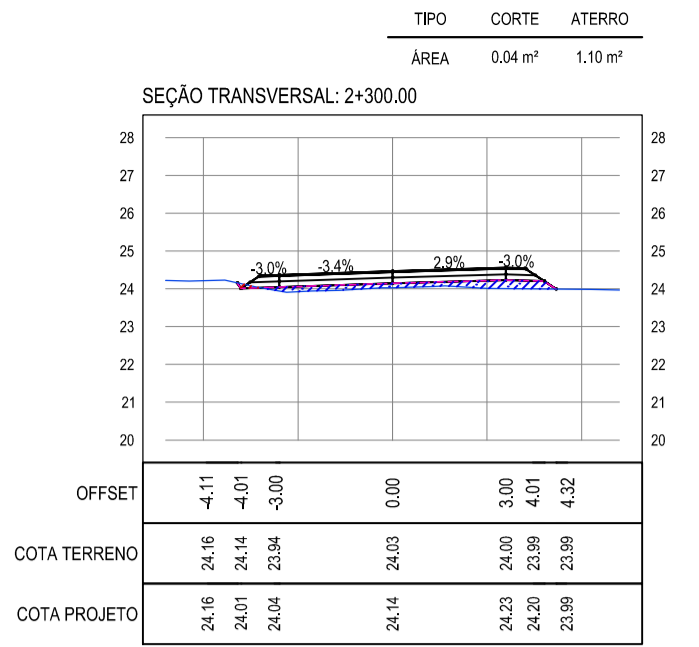 TIPO CORTE ATERRO
ÁREA 0.04 m² 1.10 m²
SEÇÃO TRANSVERSAL: 2+300.00
28 28
27 27
26 26
25 25
-3.0% -3.4% 2.9% -3.0%
24 24
23 23
22 22
21 21
20 20
OFFSET -4.11 -4.01 -3.00 0.00 3.00 4.01 4.32
COTA TERRENO 24.16 24.14 23.94 24.03 24.00 23.99 23.99
COTA PROJETO 24.16 24.01 24.04 24.14 24.23 24.20 23.99